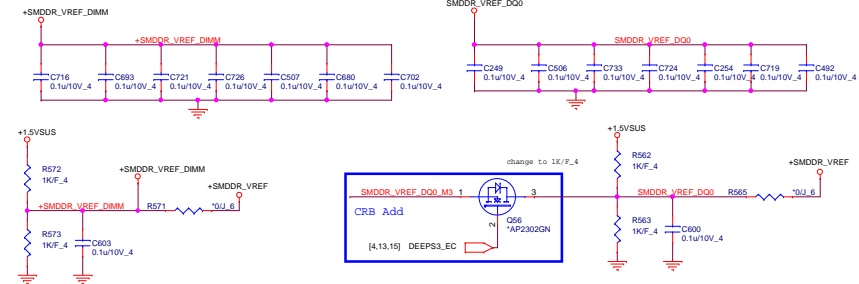 +SMDDR_VREF_DIMM
+SMDDR_VREF_DIMM
C716
0.1u/10V_4
C693
0.1u/10V_4
C721
0.1u/10V_4
C726
0.1u/10V_4
C507
0.1u/10V_4
C680
0.1u/10V_4
C702
0.1u/10V_4
SMDDR_VREF_DQ0
SMDDR_VREF_DQ0
C249
0.1u/10V_4
C506
0.1u/10V_4
C733
0.1u/10V_4
C724
0.1u/10V_4
C254
0.1u/10V_4
C719
0.1u/10V_4
C492
0.1u/10V_4
+1.5VSUS
R572
1K/F_4
+SMDDR_VREF_DIMM
+SMDDR_VREF
+SMDDR_VREF_DIMM
R571
*0/J_6
R573
1K/F_4
C603
0.1u/10V_4
SMDDR_VREF_DQ0_M3
1
3
CRB Add
2
Q56
*AP2302GN
[4,13,15]
DEEPS3_EC
change to 1K/F_4
+1.5VSUS
R562
1K/F_4
+SMDDR_VREF
SMDDR_VREF_DQ0
R565
*0/J_6
R563
1K/F_4
C600
0.1u/10V_4